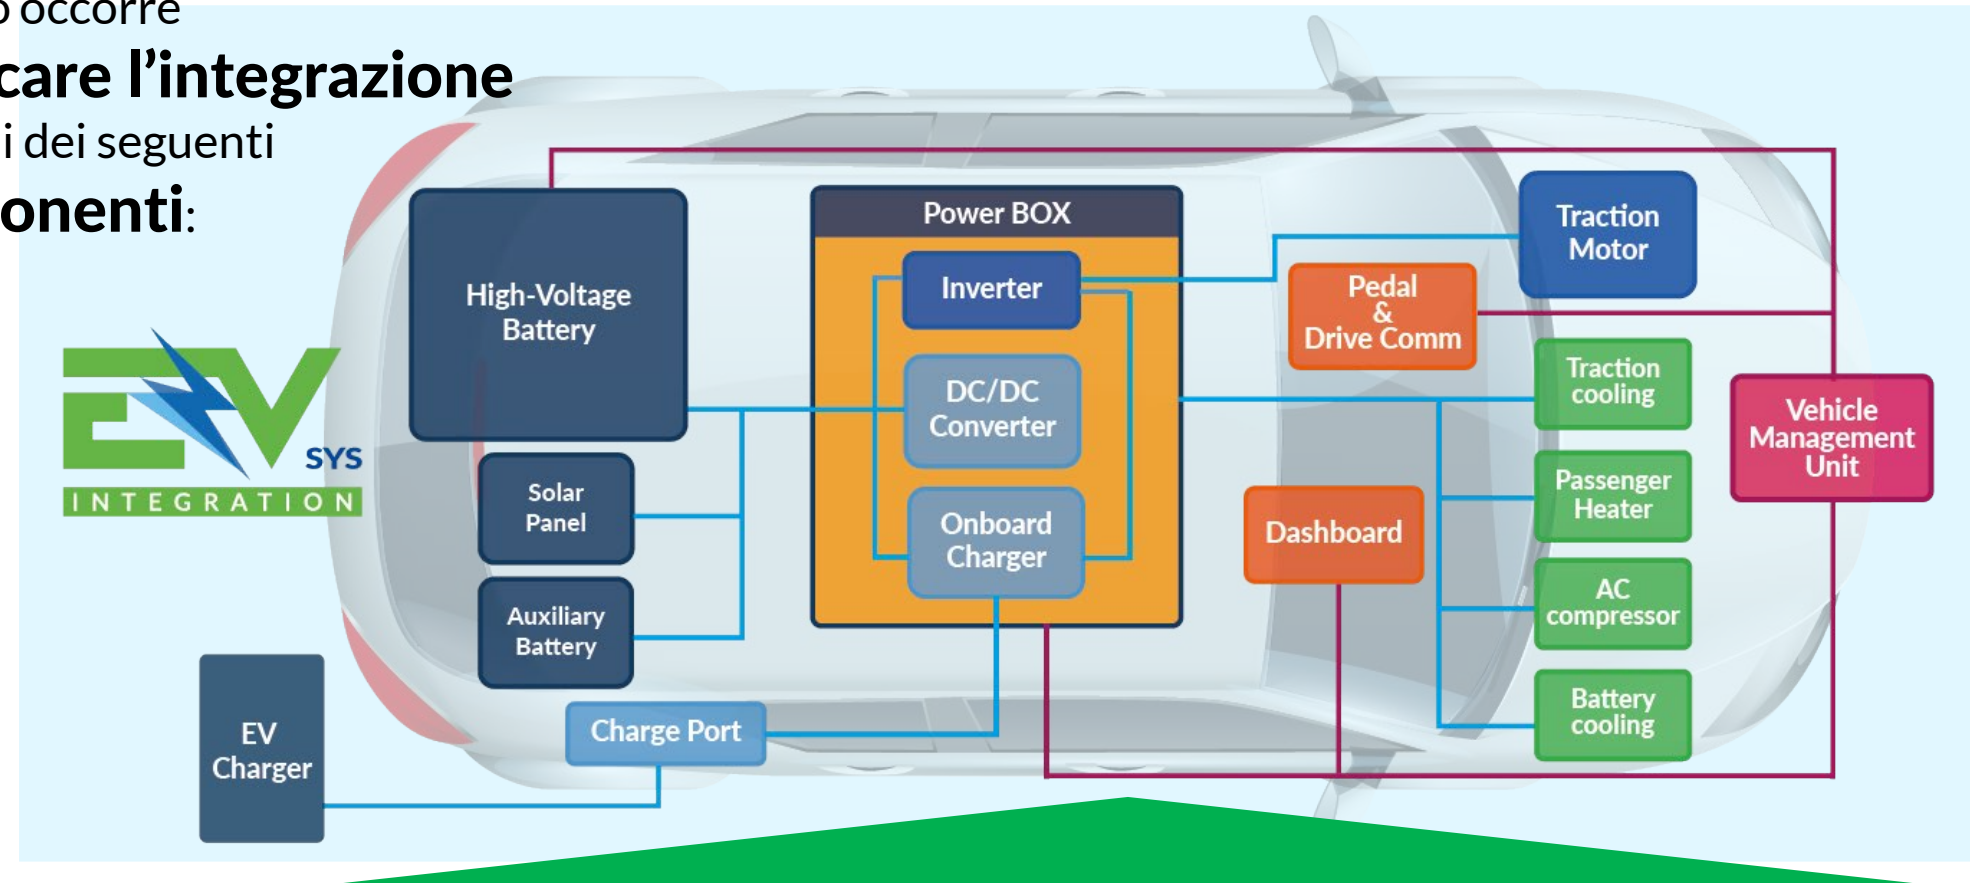 o occorre
care l’integrazione
i dei seguenti
onenti:
EV
SYS
INTEGRATION
High-Voltage
Battery
Solar
Panel
Auxiliary
Battery
EV
Charger
Charge Port
Power BOX
Inverter
DC/DC
Converter
Onboard
Charger
Traction
Motor
Pedal
&
Drive Comm
Dashboard
Traction
cooling
Passenger
Heater
AC
compressor
Battery
cooling
Vehicle
Management
Unit